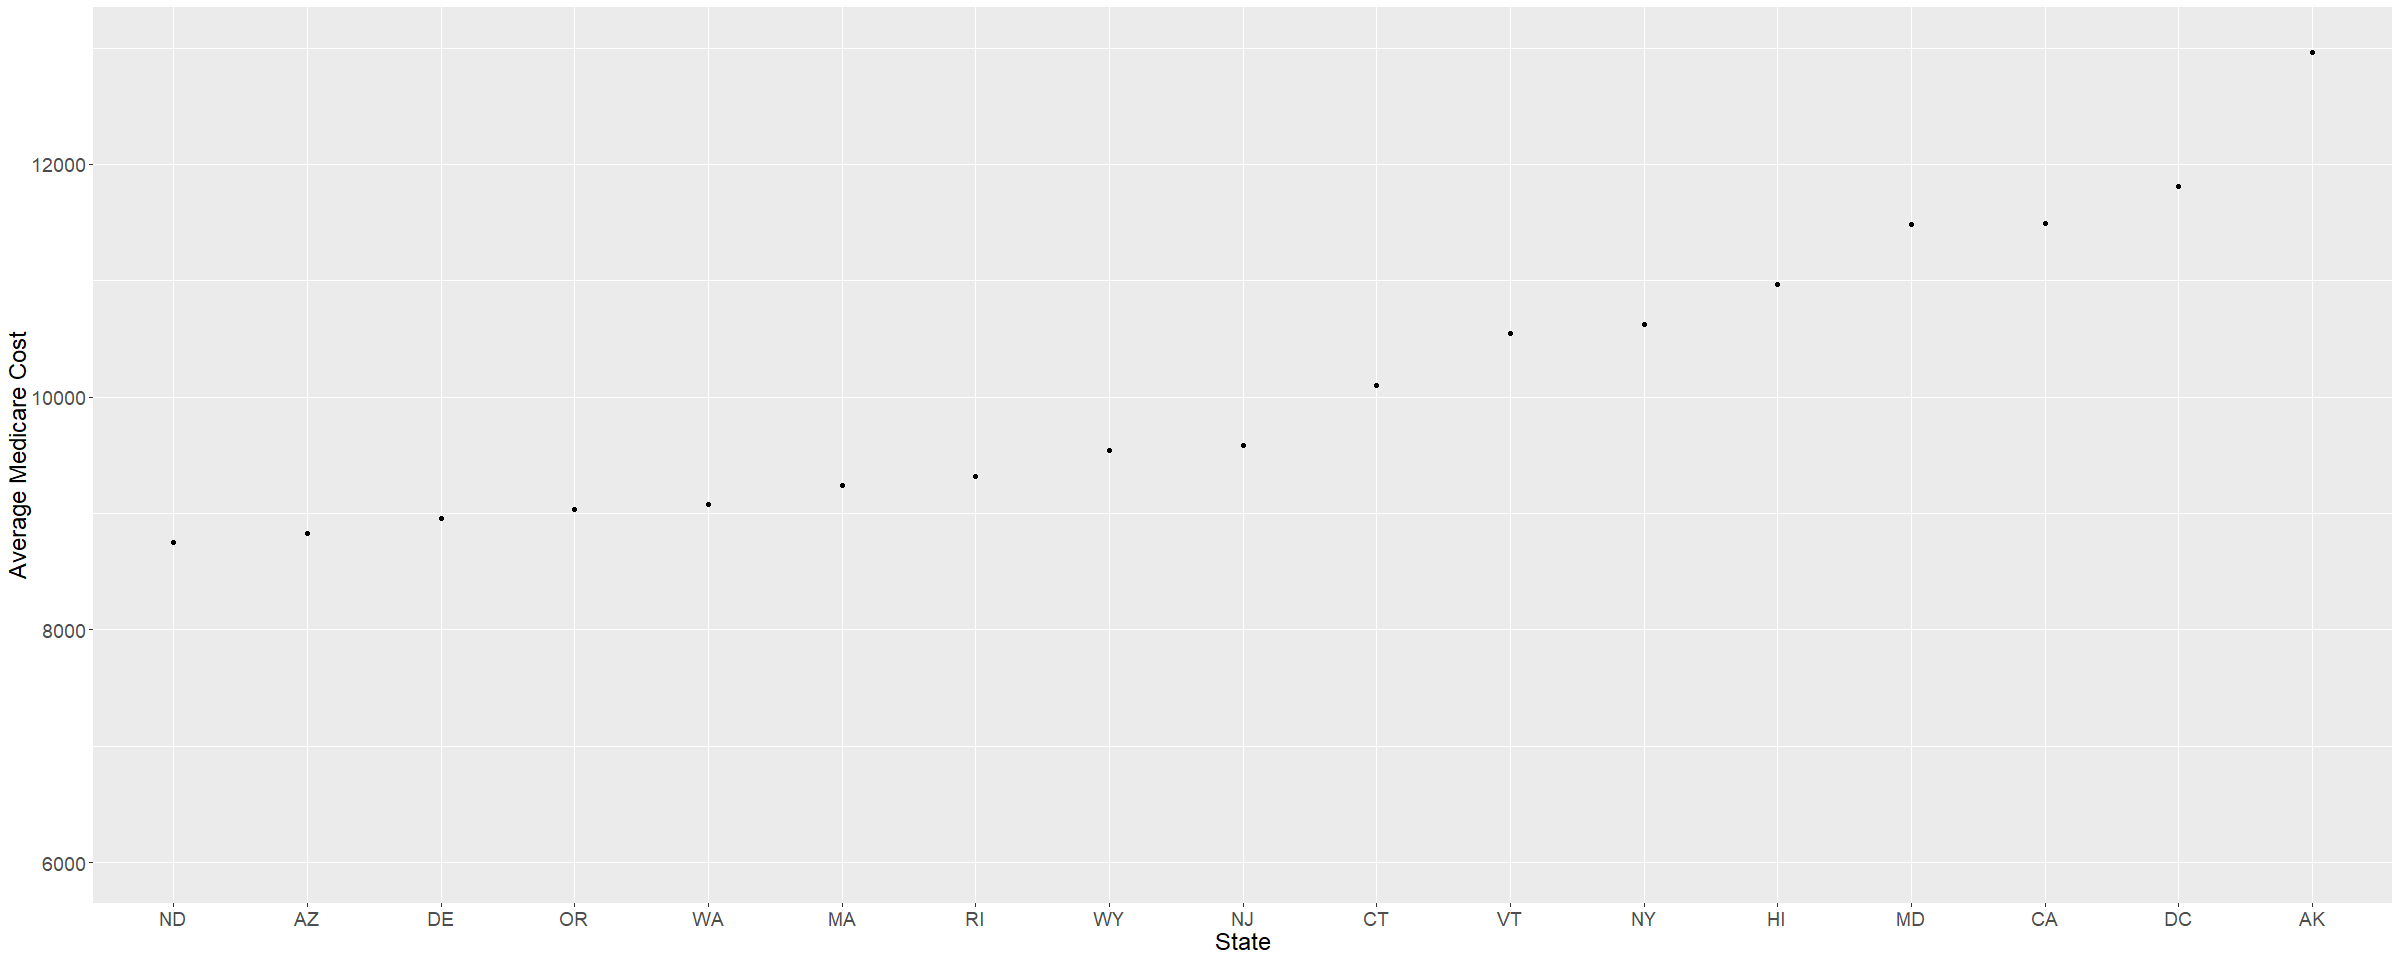 Average Medicare Cost
12000
10000
8000
6000
ND AZ DE OR WA MA RI WY NJ CT VT NY HI MD CA DC AK
State